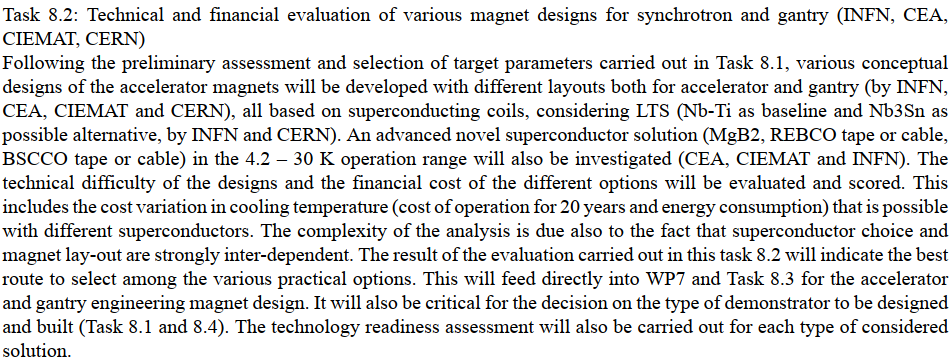 Task 8.2: Technical and financial evaluation of various magnet designs for synchrotron and gantry (INFN, CEA,
CIEMAT, CERN)
Following the preliminary assessment and selection of target parameters carried out in Task 8.1, various conceptual
designs of the accelerator magnets will be developed with different layouts both for accelerator and gantry (by INFN,
CEA, CIEMAT and CERN), all based on superconducting coils, considering LTS (Nb-Ti as baseline and Nb3Sn as
possible alternative, by INFN and CERN). An advanced novel superconductor solution (MgB2, REBCO tape or cable,
BSCCO tape or cable) in the 4.2 – 30 K operation range will also be investigated (CEA, CIEMAT and INFN). The
technical difficulty of the designs and the financial cost of the different options will be evaluated and scored. This
includes the cost variation in cooling temperature (cost of operation for 20 years and energy consumption) that is possible
with different superconductors. The complexity of the analysis is due also to the fact that superconductor choice and
magnet lay-out are strongly inter-dependent. The result of the evaluation carried out in this task 8.2 will indicate the best
route to select among the various practical options. This will feed directly into WP7 and Task 8.3 for the accelerator
and gantry engineering magnet design. It will also be critical for the decision on the type of demonstrator to be designed
and built (Task 8.1 and 8.4). The technology readiness assessment will also be carried out for each type of considered
solution.